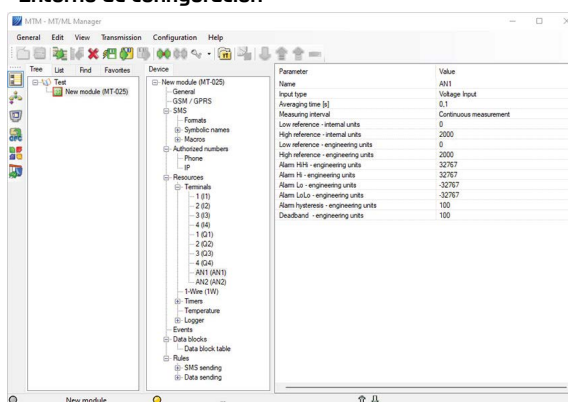 Entorno de configuración
MTM - MT/ML Manager
General Edit View Transmission Configuration Help
Tree List Find Favorites
Test
New module (MT-025)
Device
New module (MT-025)
General
GSM / GPRS
SMS
Formats
Symbolic names
Macros
Authorized numbers
Phone
IP
Resources
Terminals
1 (I1)
2 (I2)
3 (I3)
4 (I4)
1 (Q1)
2 (Q2)
3 (Q3)
4 (Q4)
AN1 (AN1)
AN2 (AN2)
1-Wire (1W)
Timers
Temperature
Logger
Events
Data blocks
Data block table
Rules
SMS sending
Data sending
Parameter Value
Name AN1
Input type Voltage Input
Averaging time [s] 0,1
Measuring interval Continuous measurement
Low reference - internal units 0
High reference - internal units 2000
Low reference - engineering units 0
High reference - engineering units 2000
Alarm HiHi - engineering units 32767
Alarm Hi - engineering units 32767
Alarm Lo - engineering units -32767
Alarm LoLo - engineering units -32767
Alarm hysteresis - engineering units 100
Deadband - engineering units 100
New module ...